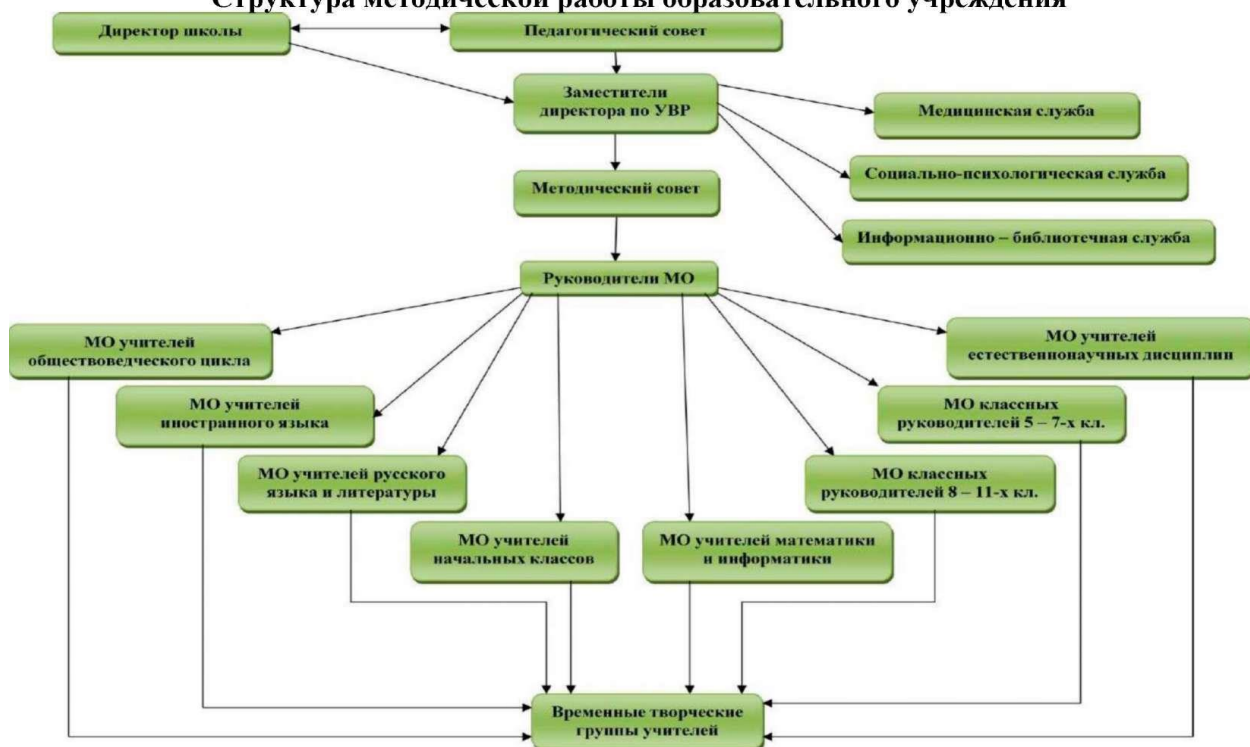 Структура методической работы образовательного учреждения
Директор школы
Педагогический совет
Заместители
директора по УВР
Медицинская служба
Социально-психологическая служба
Методический совет
Информационно – библиотечная служба
Руководители МО
МО учителей
обществоведческого цикла
МО учителей
естественнонаучных дисциплин
МО учителей
иностранного языка
МО классных
руководителей 5 – 7-х кл.
МО учителей русского
языка и литературы
МО классных
руководителей 8 – 11-х кл.
МО учителей
начальных классов
МО учителей математики
и информатики
Временные творческие
группы учителей